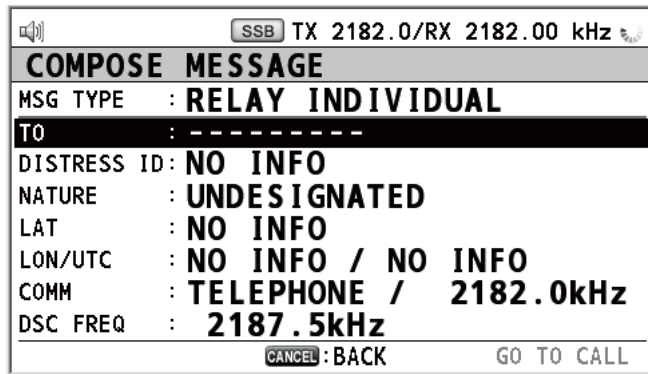 SSB TX 2182.0/RX 2182.00 kHz
COMPOSE MESSAGE
MSG TYPE : RELAY INDIVIDUAL
TO : ---------
DISTRESS ID: NO INFO
NATURE : UNDESIGNATED
LAT : NO INFO
LON/UTC : NO INFO / NO INFO
COMM : TELEPHONE / 2182.0kHz
DSC FREQ : 2187.5kHz
CANCEL : BACK GO TO CALL